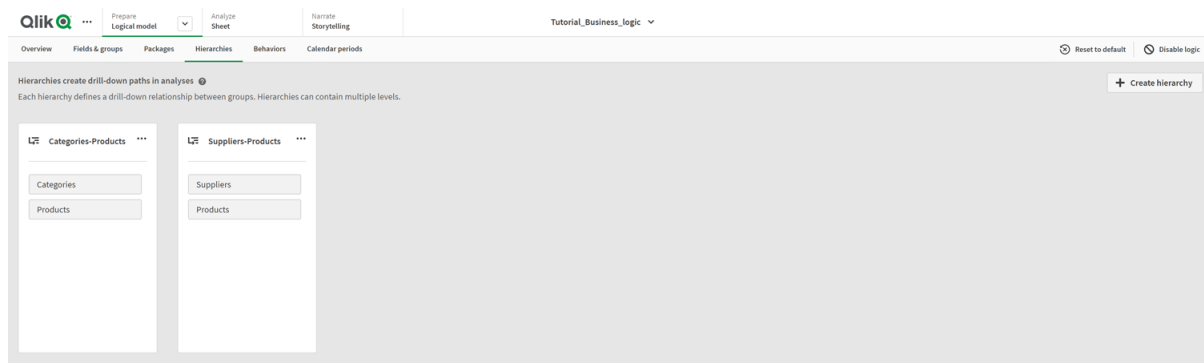 Qlik
Prepare
Logical model
Analyze
Sheet
Narrate
Storytelling
Tutorial_Business_logic
Overview Fields & groups Packages Hierarchies Behaviors Calendar periods
Reset to default Disable logic
Hierarchies create drill-down paths in analyses
Each hierarchy defines a drill-down relationship between groups. Hierarchies can contain multiple levels.
Create hierarchy
Categories-Products
Categories
Products
Suppliers-Products
Suppliers
Products